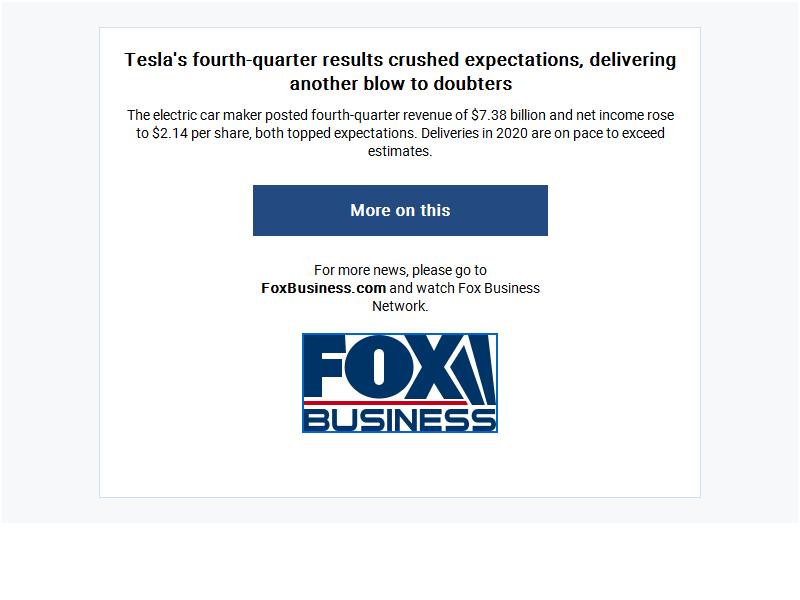 Tesla's fourth-quarter results crushed expectations, delivering
another blow to doubters
The electric car maker posted fourth-quarter revenue of $7.38 billion and net income rose
to $2.14 per share, both topped expectations. Deliveries in 2020 are on pace to exceed
estimates.
More on this
For more news, please go to
FoxBusiness.com and watch Fox Business
Network.
FOX
BUSINESS